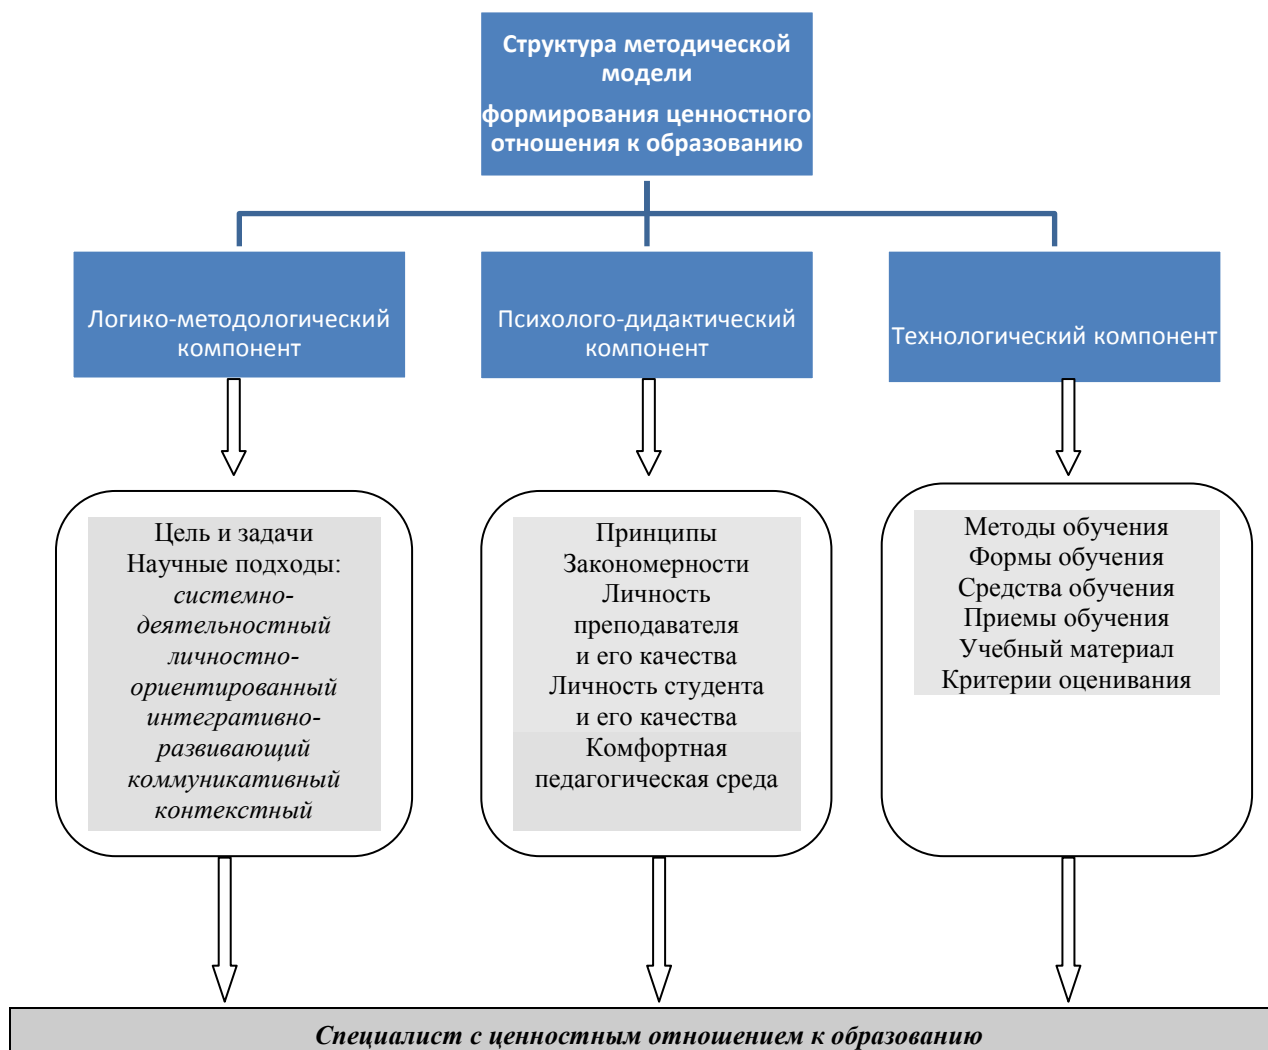 Структура методической
модели
формирования ценностного
отношения к образованию
Логико-методологический
компонент
Психолого-дидактический
компонент
Технологический компонент
Цель и задачи
Научные подходы:
системно-
деятельностный
личностно-
ориентированный
интегративно-
развивающий
коммуникативный
контекстный
Принципы
Закономерности
Личность
преподавателя
и его качества
Личность студента
и его качества
Комфортная
педагогическая среда
Методы обучения
Формы обучения
Средства обучения
Приемы обучения
Учебный материал
Критерии оценивания
Специалист с ценностным отношением к образованию